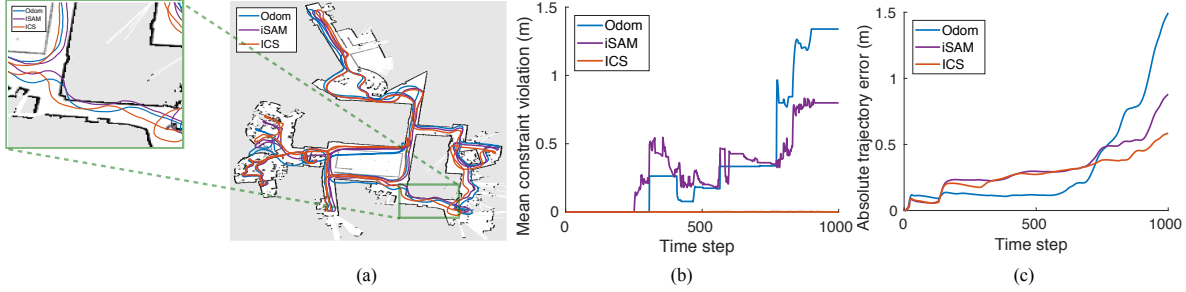 Odom
iSAM
ICS
Odom
iSAM
ICS
(a)
Mean constraint violation (m)
1.5
1
0.5
0
Odom
iSAM
ICS
0 500 1000
Time step
(b)
Absolute trajectory error (m)
1.5
1
0.5
0
Odom
iSAM
ICS
0 500 1000
Time step
(c)